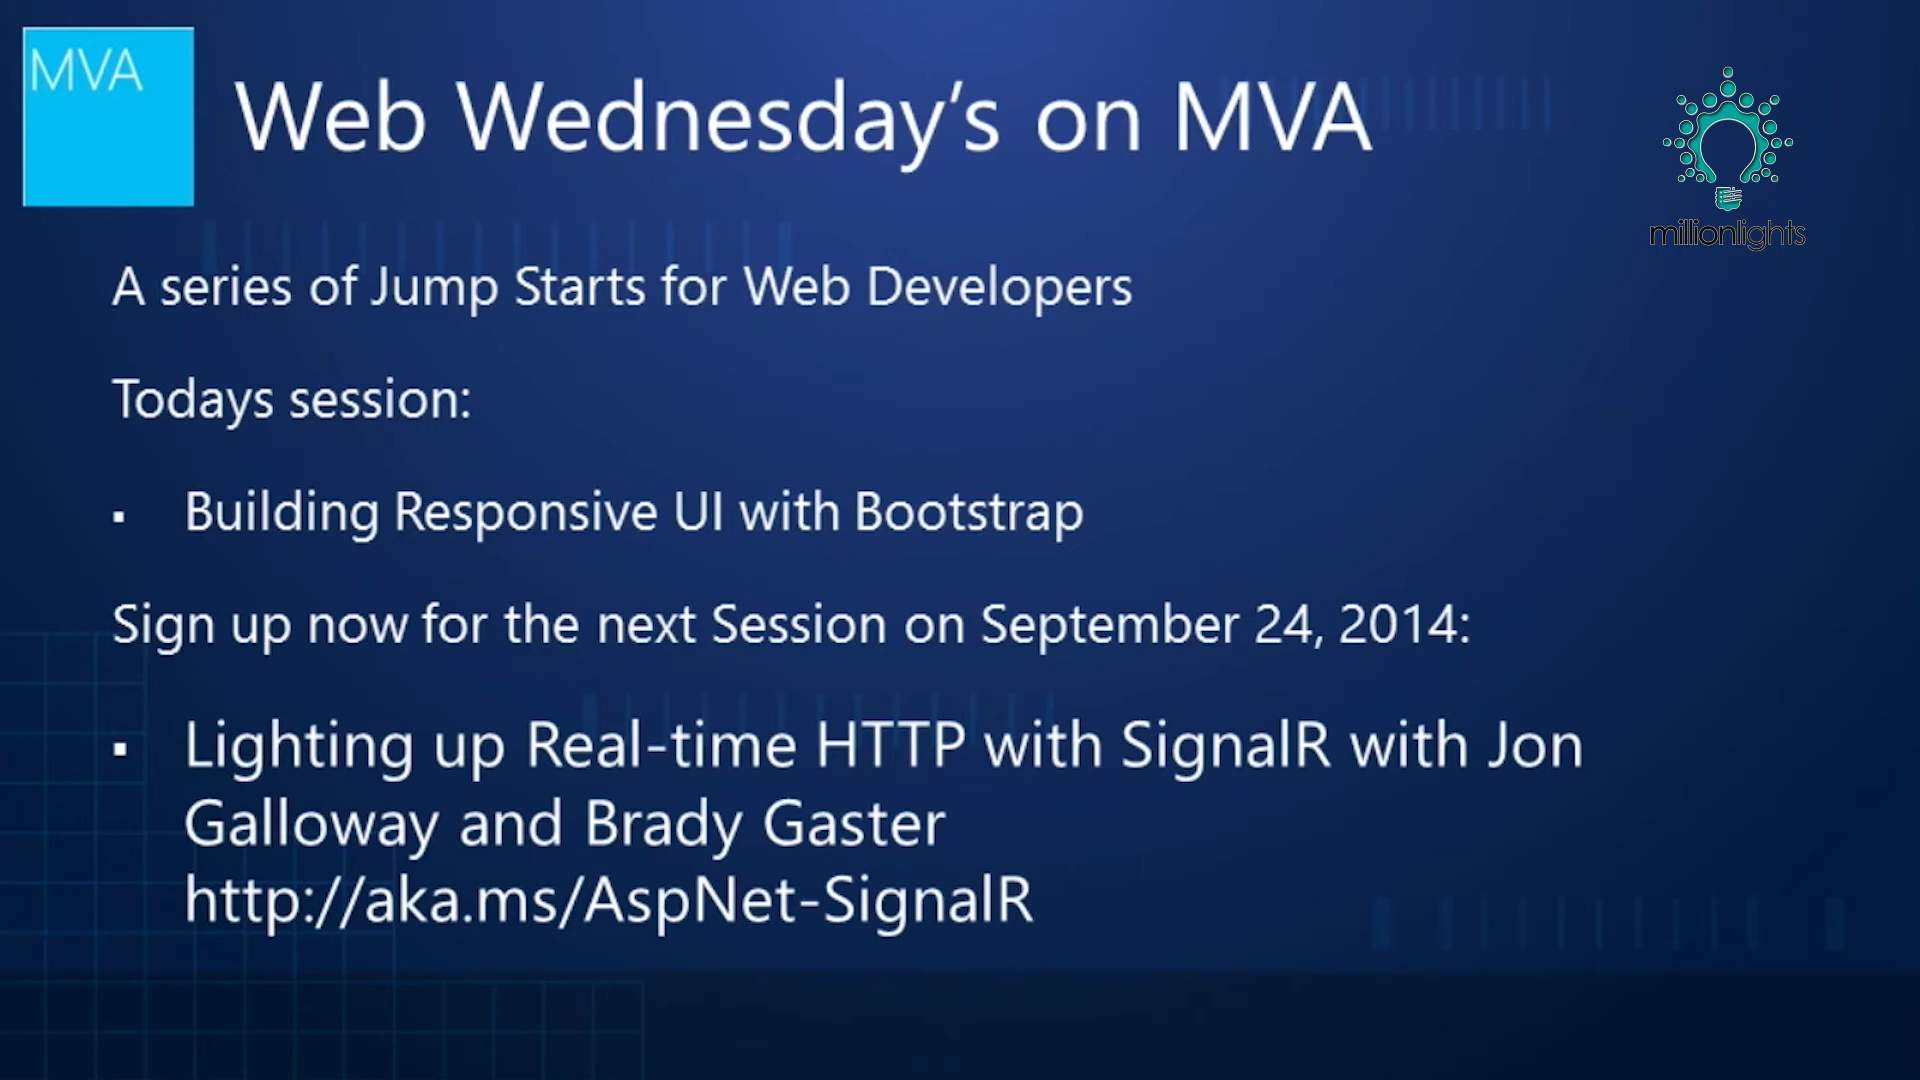 MVA
Web Wednesday’s on MVA
millionlights
A series of Jump Starts for Web Developers
Todays session:
▪ Building Responsive UI with Bootstrap
Sign up now for the next Session on September 24, 2014:
▪ Lighting up Real-time HTTP with SignalR with Jon
Galloway and Brady Gaster
http://aka.ms/AspNet-SignalR